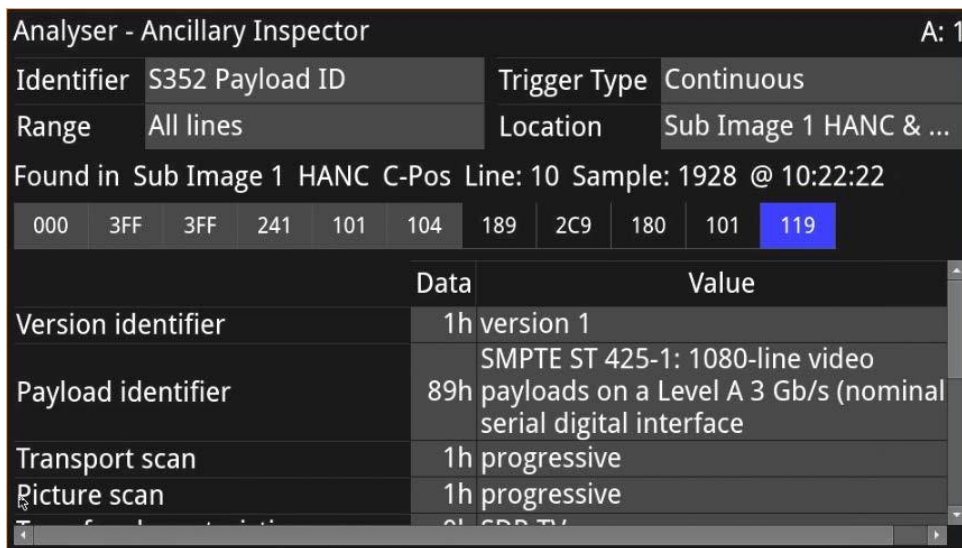 Analyser - Ancillary Inspector A: 1
Identifier S352 Payload ID Trigger Type Continuous
Range All lines Location Sub Image 1 HANC & ...
Found in Sub Image 1 HANC C-Pos Line: 10 Sample: 1928 @ 10:22:22
000 3FF 3FF 241 101 104 189 2C9 180 101 119
Data Value
Version identifier 1h version 1
Payload identifier 89h SMPTE ST 425-1: 1080-line video
payloads on a Level A 3 Gb/s (nominal
serial digital interface
Transport scan 1h progressive
Picture scan 1h progressive